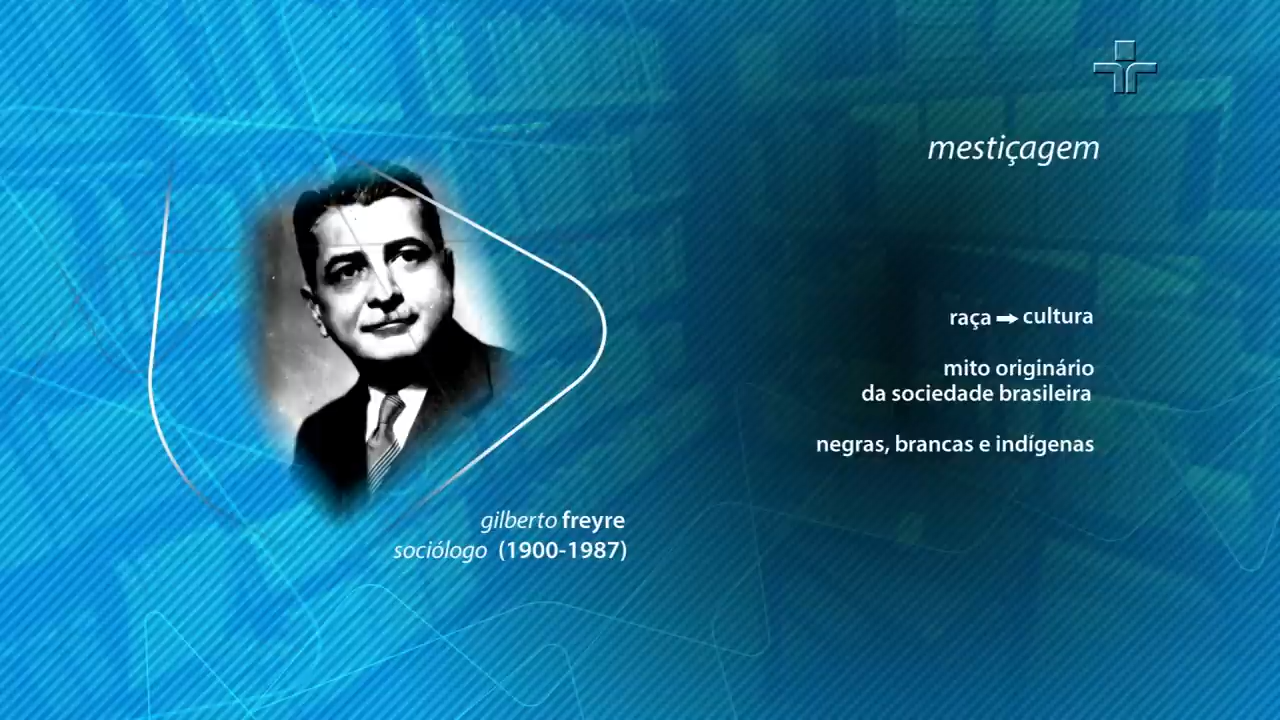 mestiçagem
raça → cultura
mito originário
da sociedade brasileira
negras, brancas e indígenas
gilberto freyre
sociólogo (1900-1987)